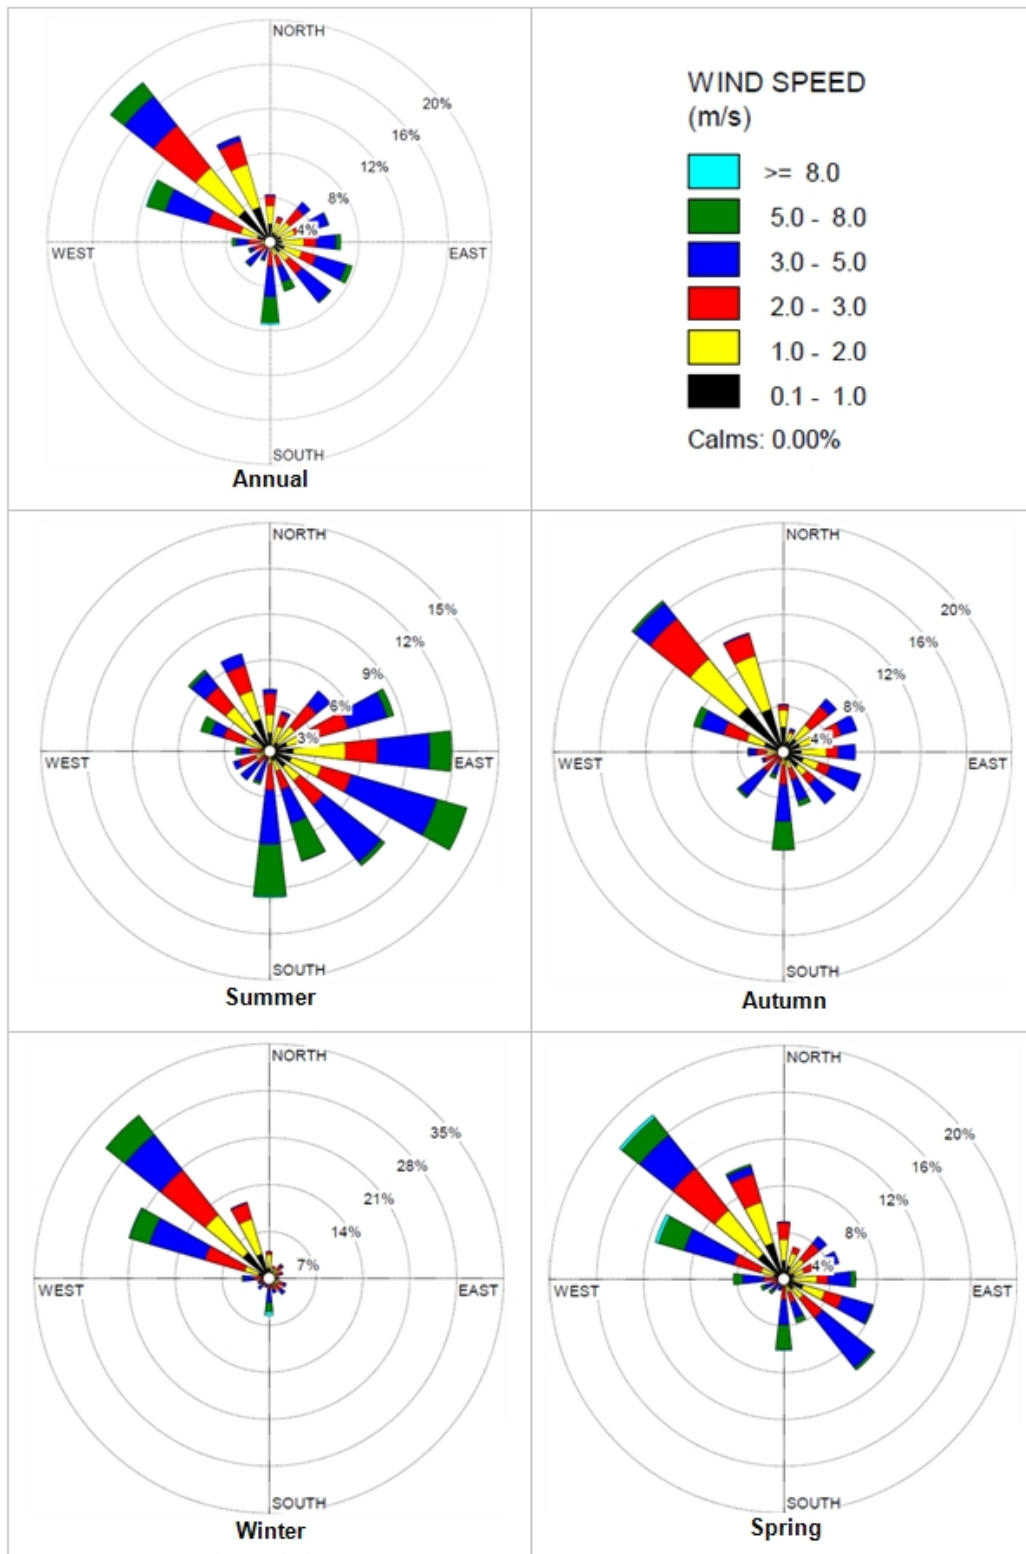 NORTH
20%
16%
12%
8%
4%
WEST
EAST
SOUTH
Annual
WIND SPEED
(m/s)
>= 8.0
5.0 - 8.0
3.0 - 5.0
2.0 - 3.0
1.0 - 2.0
0.1 - 1.0
Calms: 0.00%
NORTH
15%
12%
9%
6%
3%
WEST
EAST
SOUTH
Summer
NORTH
20%
16%
12%
8%
4%
WEST
EAST
SOUTH
Autumn
NORTH
35%
28%
21%
14%
7%
WEST
EAST
SOUTH
Winter
NORTH
20%
16%
12%
8%
4%
WEST
EAST
SOUTH
Spring